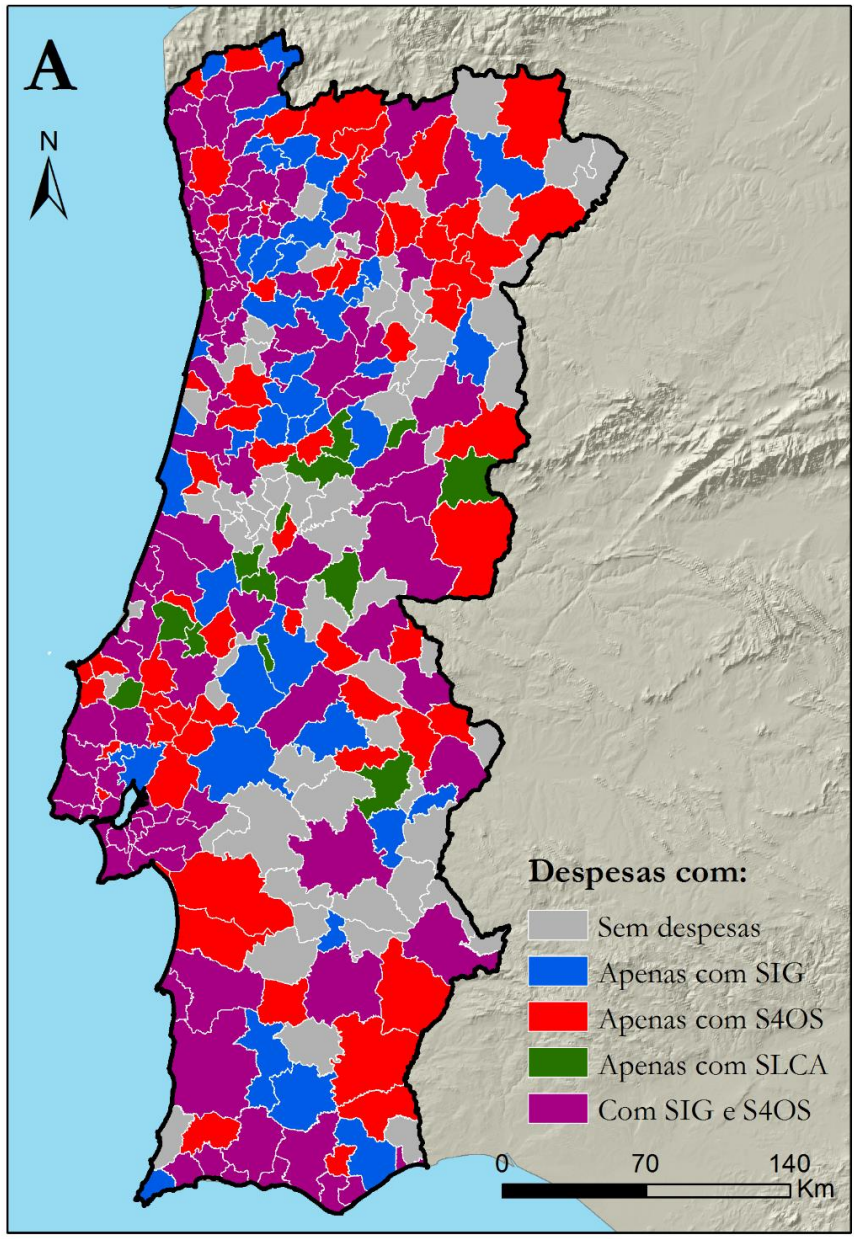 A
N
Despesas com:
Sem despesas
Apenas com SIG
Apenas com S4OS
Apenas com SLCA
Com SIG e S4OS
0 70 140
Km